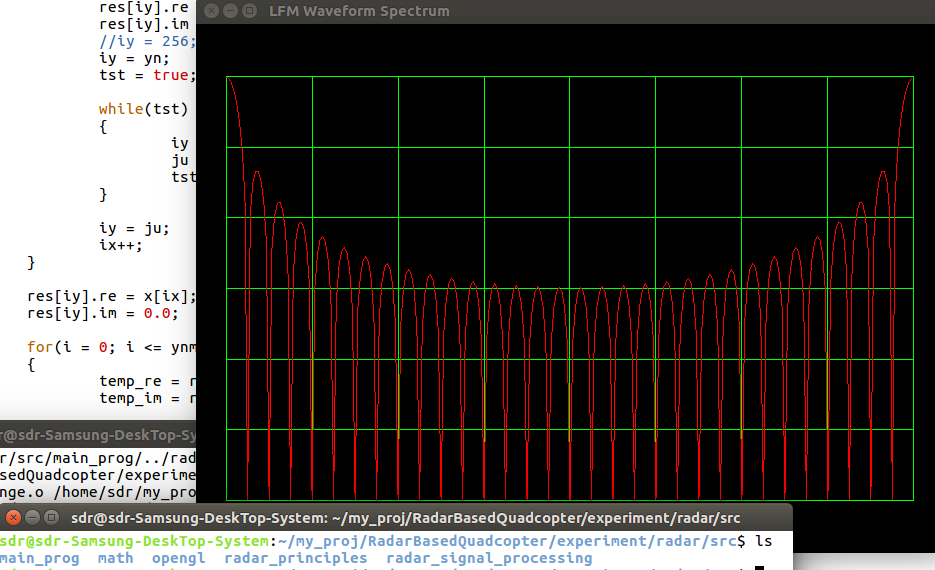 res[iy].re
res[iy].im
//iy = 256;
iy = yn;
tst = true;
while(tst)
{
iy
ju
tst
}
iy = ju;
ix++;
}
res[iy].re = x[ix];
res[iy].im = 0.0;
for(i = 0; i <= ynm
{
temp_re = r
temp_im = r
LFM Waveform Spectrum
r@sdr-Samsung-DeskTop-Sy
r/src/main_prog/../rad
sedQuadcopter/experime
nge.o /home/sdr/my_pro
sdr@sdr-Samsung-DeskTop-System: ~/my_proj/RadarBasedQuadcopter/experiment/radar/src
sdr@sdr-Samsung-DeskTop-System:~/my_proj/RadarBasedQuadcopter/experiment/radar/src$ ls
main_prog math opengl radar_principles radar_signal_processing